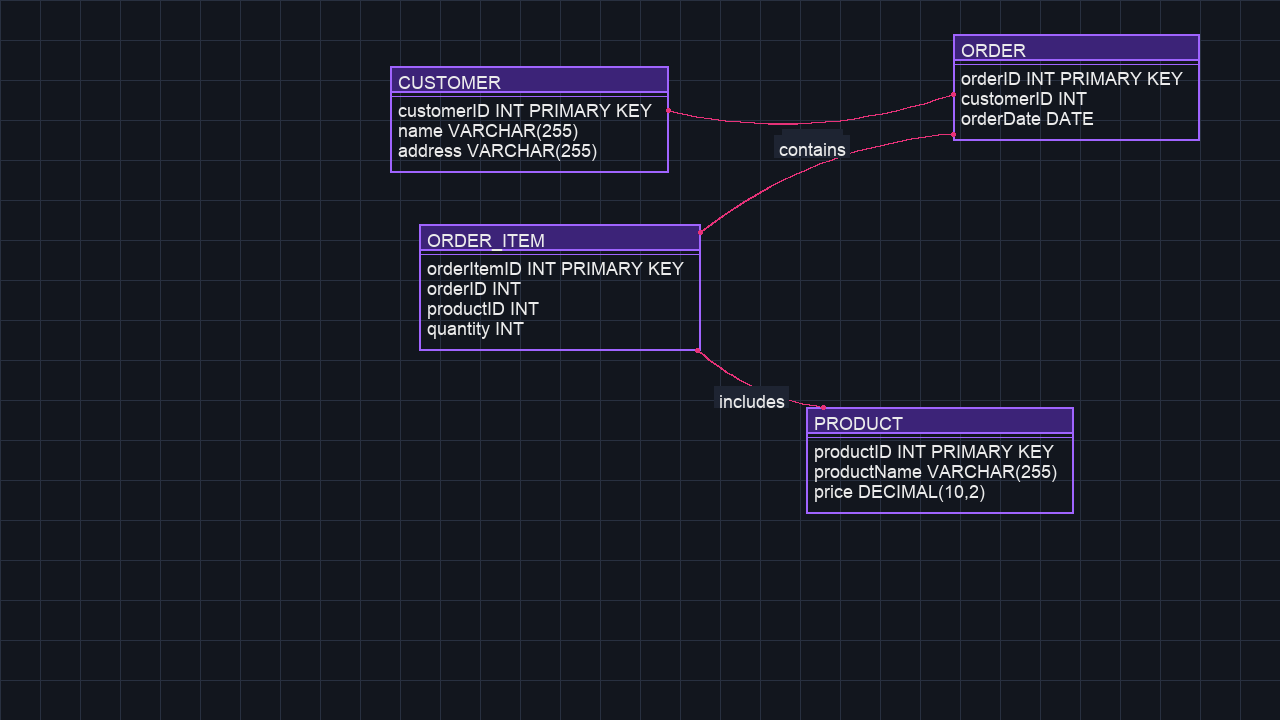 CUSTOMER
customerID INT PRIMARY KEY
name VARCHAR(255)
address VARCHAR(255)
ORDER
orderID INT PRIMARY KEY
customerID INT
orderDate DATE
contains
ORDER_ITEM
orderItemID INT PRIMARY KEY
orderID INT
productID INT
quantity INT
includes
PRODUCT
productID INT PRIMARY KEY
productName VARCHAR(255)
price DECIMAL(10,2)